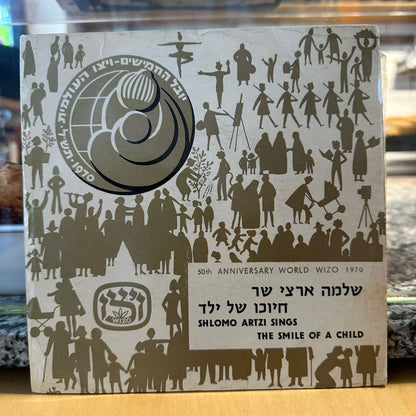 יובל החמישים - ויצו העולמית - תש"ל - 1970
ויצו
WIZO
50th ANNIVERSARY WORLD WIZO 1970
שלמה ארצי שר
חיוכו של ילד
SHLOMO ARTZI SINGS
THE SMILE OF A CHILD